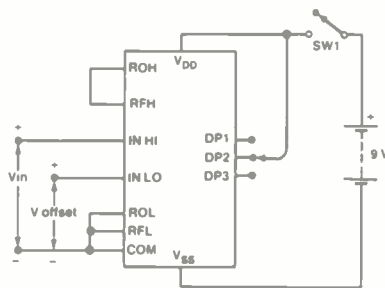 SW1
VDD
ROH
RFH
IN HI
DP1
DP2
DP3
+
9 V
+
Vin
+
IN LO
V offset
ROL
RFL
COM
VSS
−
−